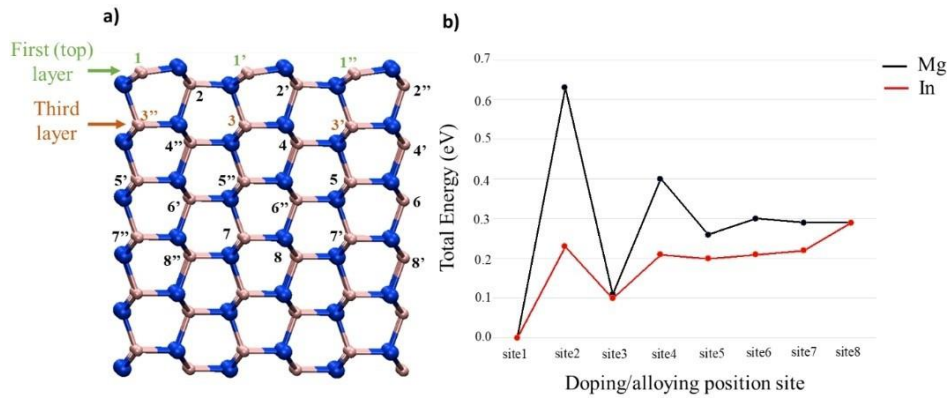 a)
First (top)
layer
1 1’ 1’’
2 2’ 2’’
Third
layer
3’’ 3 3’
4’’ 4 4’
5’ 5’’ 5
6’ 6’’ 6
7’’ 7 7’
8’’ 8 8’
b)
Mg
In
Total Energy (eV)
0.7
0.6
0.5
0.4
0.3
0.2
0.1
0.0
site1 site2 site3 site4 site5 site6 site7 site8
Doping/alloying position site